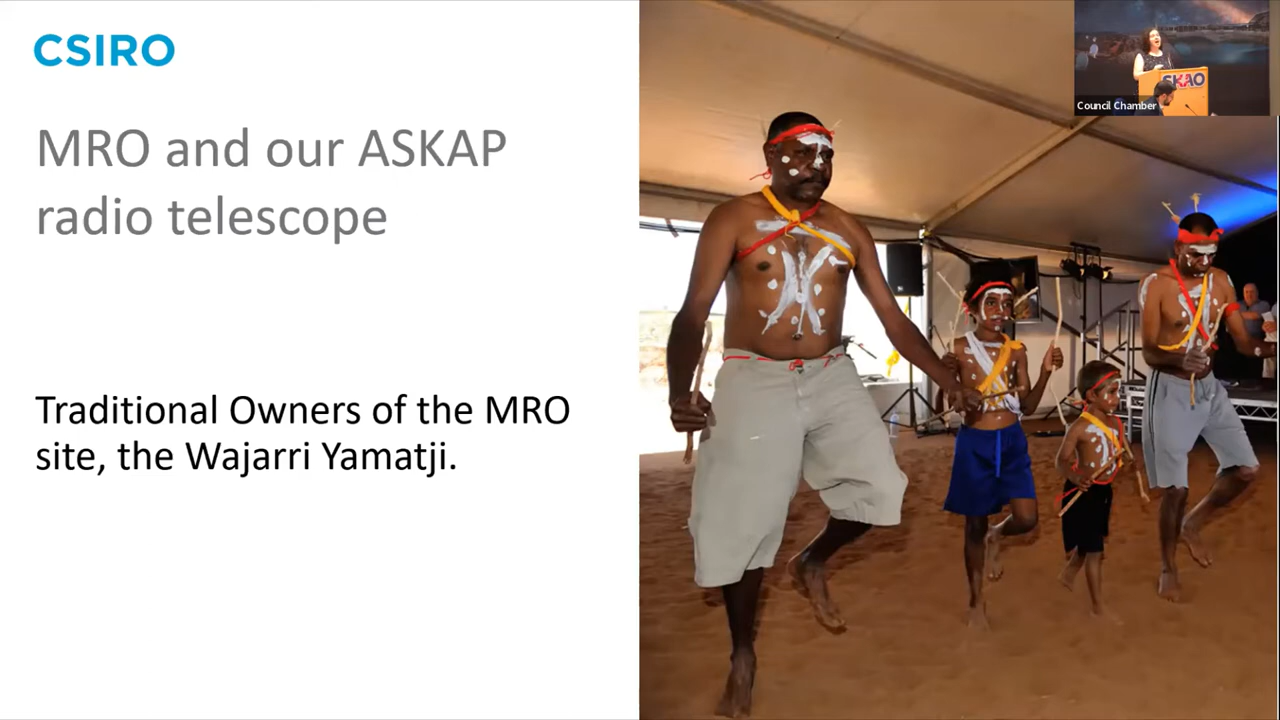 CSIRO
MRO and our ASKAP
radio telescope
Traditional Owners of the MRO
site, the Wajarri Yamatji.
Council Chamber
SKAO